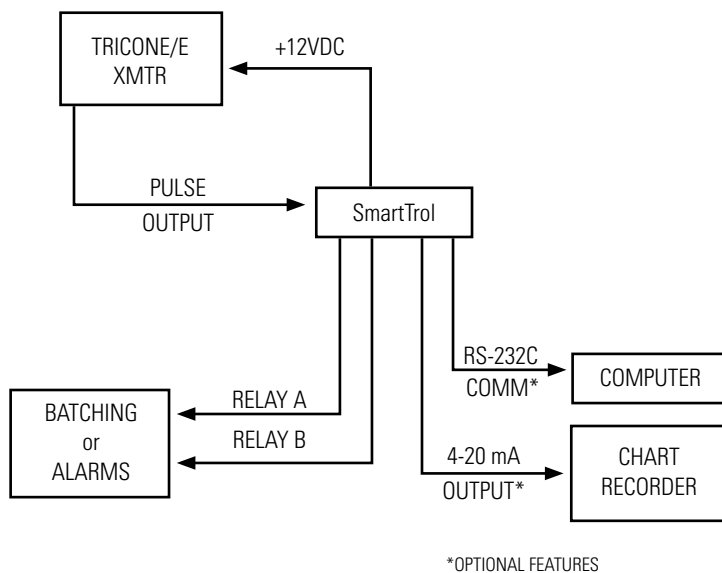 TRICONE/E
XMTR
+12VDC
PULSE
OUTPUT
SmartTrol
RS-232C
COMM*
COMPUTER
BATCHING
or
ALARMS
RELAY A
RELAY B
4-20 mA
OUTPUT*
CHART
RECORDER
*OPTIONAL FEATURES